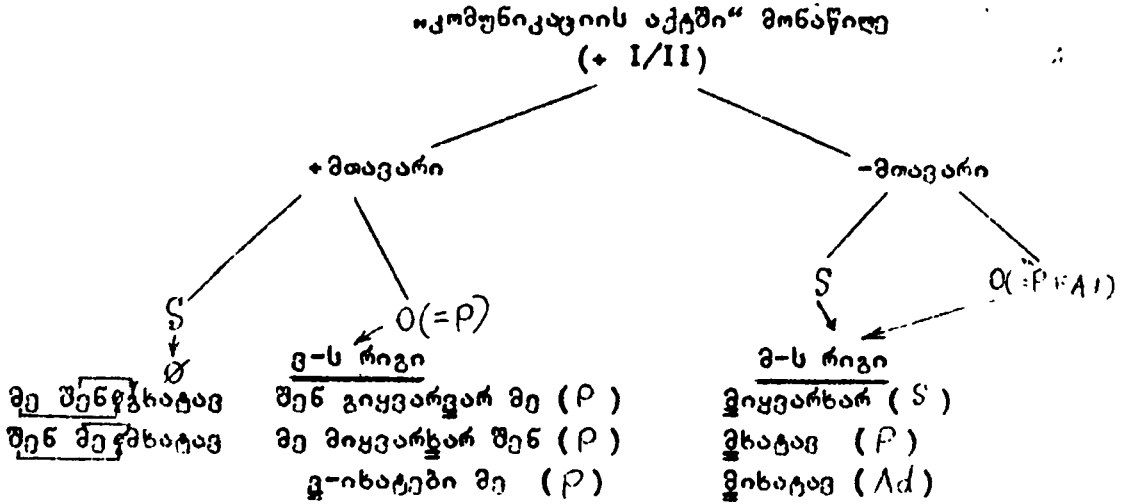 „კომუნიკაციის აქტში“ მონაწილე
(+ I/II)
+მთავარი -მთავარი
S O(=P) S O(=P
Ø ვ-ს რიგი მ-ს რიგი
მე შენ გხატავ შენ გიყვარვარ მე (P) მიყვარხარ (S)
შენ მე მხატავ მე მიყვარხარ შენ (P) მხატავ (P)
ვ-იხატები მე (P) მიხატავ (Ad)